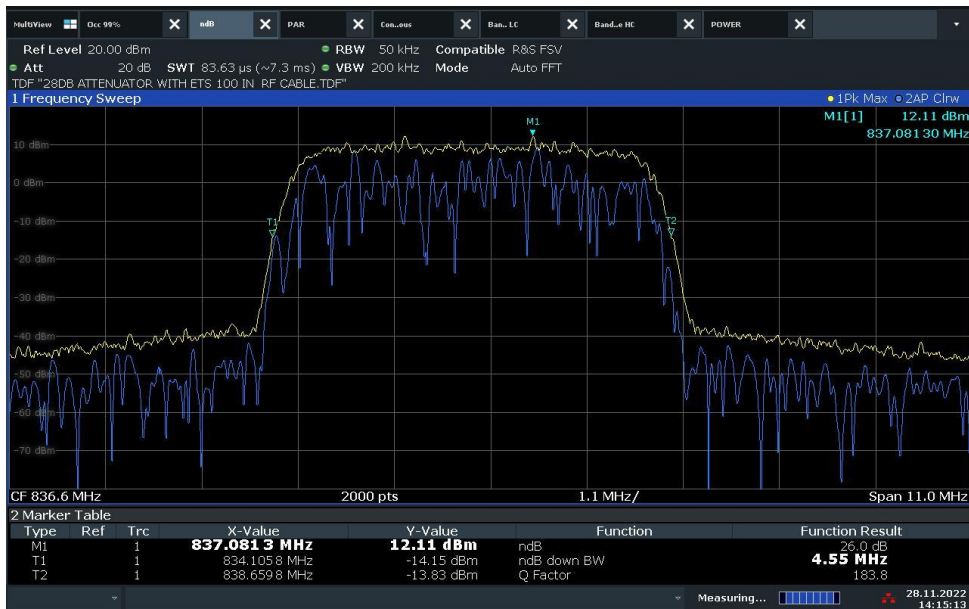 MultiView Occ 99% X ndB X PAR X Con..ous X Ban.. LC X Band..e HC X POWER X
Ref Level 20.00 dBm RBW 50 kHz Compatible R&S FSV
Att 20 dB SWT 83.63 µs (~7.3 ms) VBW 200 kHz Mode Auto FFT
TDF "28DB ATTENUATOR WITH ETS 100 IN RF CABLE.TDF"
1 Frequency Sweep 1Pk Max 2AP Clrw
M1[1] 12.11 dBm
837.08130 MHz
M1
10 dBm
0 dBm
-10 dBm
T1 T2
-20 dBm
-30 dBm
-40 dBm
-50 dBm
-60 dBm
-70 dBm
CF 836.6 MHz 2000 pts 1.1 MHz/ Span 11.0 MHz
2 Marker Table
Type Ref Trc X-Value Y-Value Function Function Result
M1 1 837.0813 MHz 12.11 dBm ndB 26.0 dB
T1 1 834.1058 MHz -14.15 dBm ndB down BW 4.55 MHz
T2 1 838.6598 MHz -13.83 dBm Q Factor 183.8
Measuring... 28.11.2022
14:15:13